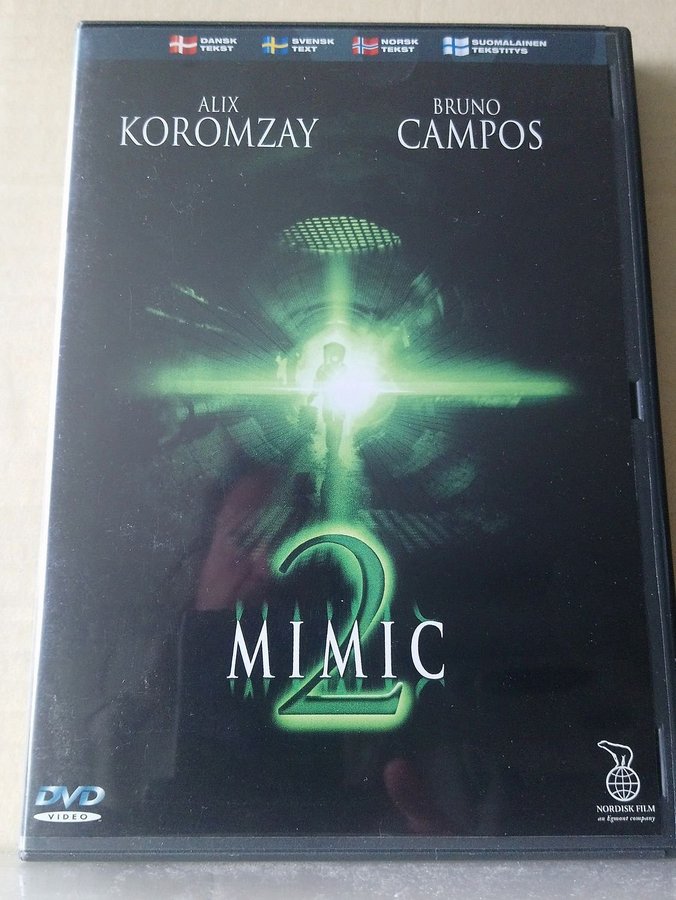 DANSK
TEKST
SVENSK
TEXT
NORSK
TEKST
SUOMALAINEN
TEKSTITYS
ALIX
KOROMZAY
BRUNO
CAMPOS
2
MIMIC
DVD
VIDEO
NORDISK FILM
an Egmont company